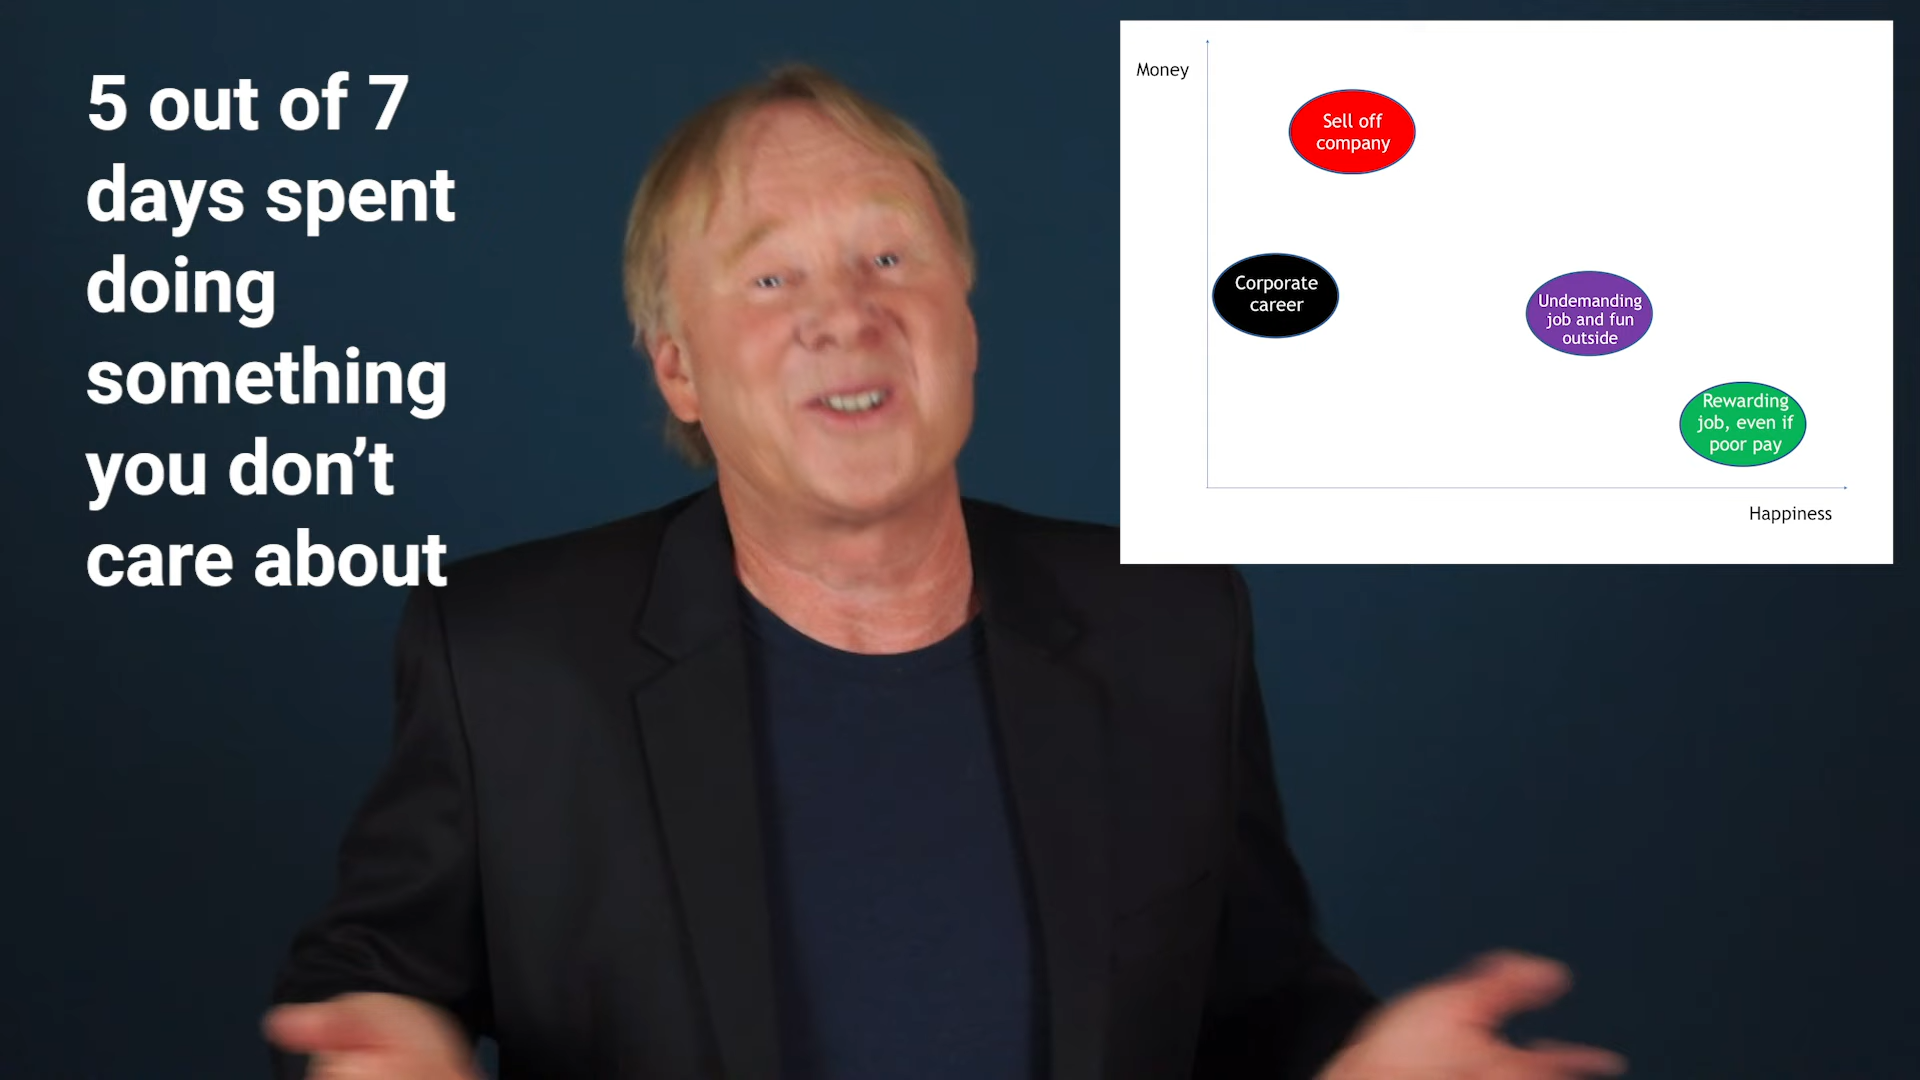 5 out of 7
days spent
doing
something
you don’t
care about
Money
Sell off
company
Corporate
career
Undemanding
job and fun
outside
Rewarding
job, even if
poor pay
Happiness